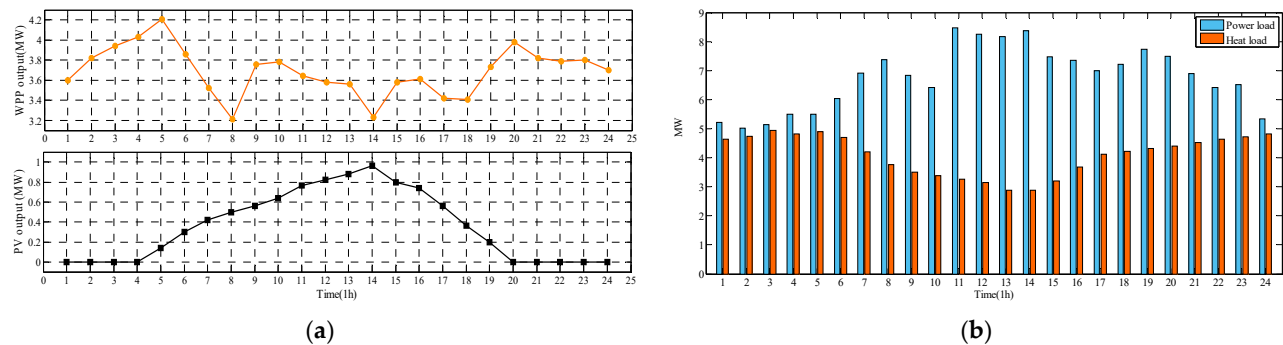 WPP output(MW)
4.2
4
3.8
3.6
3.4
3.2
0 1 2 3 4 5 6 7 8 9 10 11 12 13 14 15 16 17 18 19 20 21 22 23 24 25
PV output (MW)
1
0.8
0.6
0.4
0.2
0
0 1 2 3 4 5 6 7 8 9 10 11 12 13 14 15 16 17 18 19 20 21 22 23 24 25
Time(1h)
(a)
Power load
Heat load
MW
9
8
7
6
5
4
3
2
1
0
1 2 3 4 5 6 7 8 9 10 11 12 13 14 15 16 17 18 19 20 21 22 23 24
Time(1h)
(b)